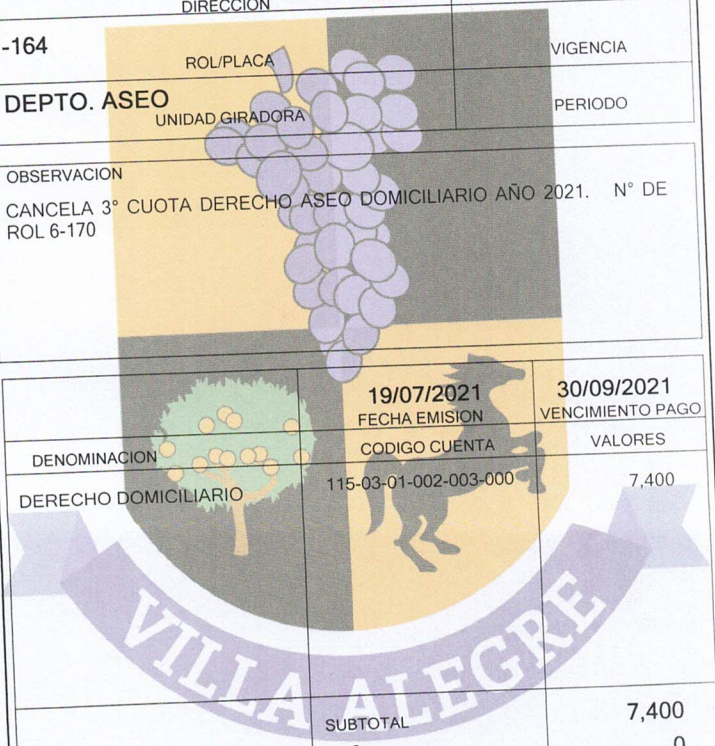 DIRECCION
-164
ROL/PLACA
VIGENCIA
DEPTO. ASEO
UNIDAD GIRADORA
PERIODO
OBSERVACION
CANCELA 3° CUOTA DERECHO ASEO DOMICILIARIO AÑO 2021. N° DE
ROL 6-170
19/07/2021
30/09/2021
FECHA EMISION
VENCIMIENTO PAGO
DENOMINACION
CODIGO CUENTA
VALORES
DERECHO DOMICILIARIO
115-03-01-002-003-000
7,400
VILLA ALEGRE
SUBTOTAL
7,400
0